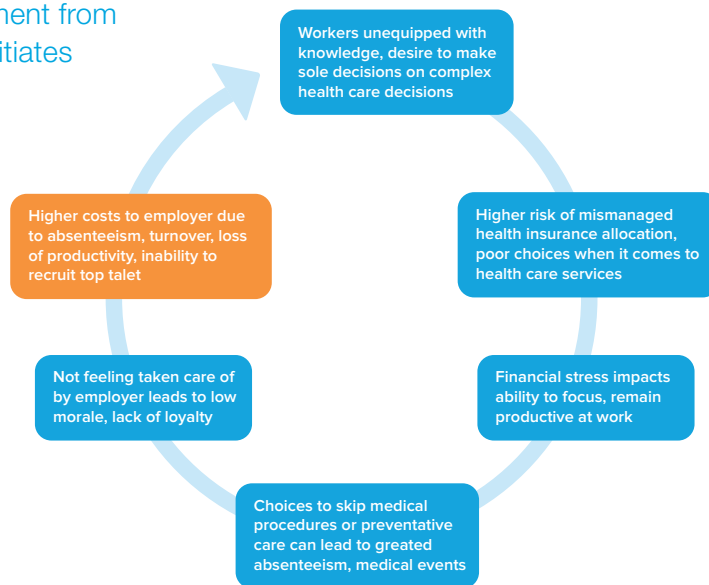 ment from
itiates
Workers unequipped with
knowledge, desire to make
sole decisions on complex
health care decisions
Higher risk of mismanaged
health insurance allocation,
poor choices when it comes to
health care services
Financial stress impacts
ability to focus, remain
productive at work
Choices to skip medical
procedures or preventative
care can lead to greated
absenteeism, medical events
Not feeling taken care of
by employer leads to low
morale, lack of loyalty
Higher costs to employer due
to absenteeism, turnover, loss
of productivity, inability to
recruit top talet